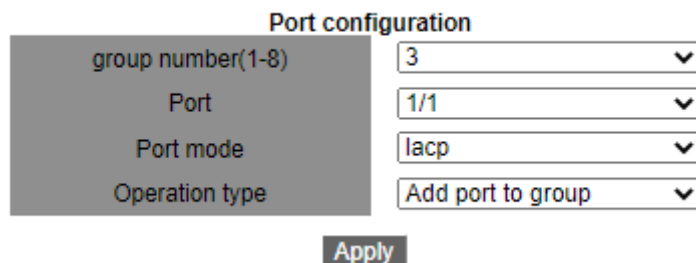 Port configuration
group number(1-8) 3
Port 1/1
Port mode lacp
Operation type Add port to group
Apply